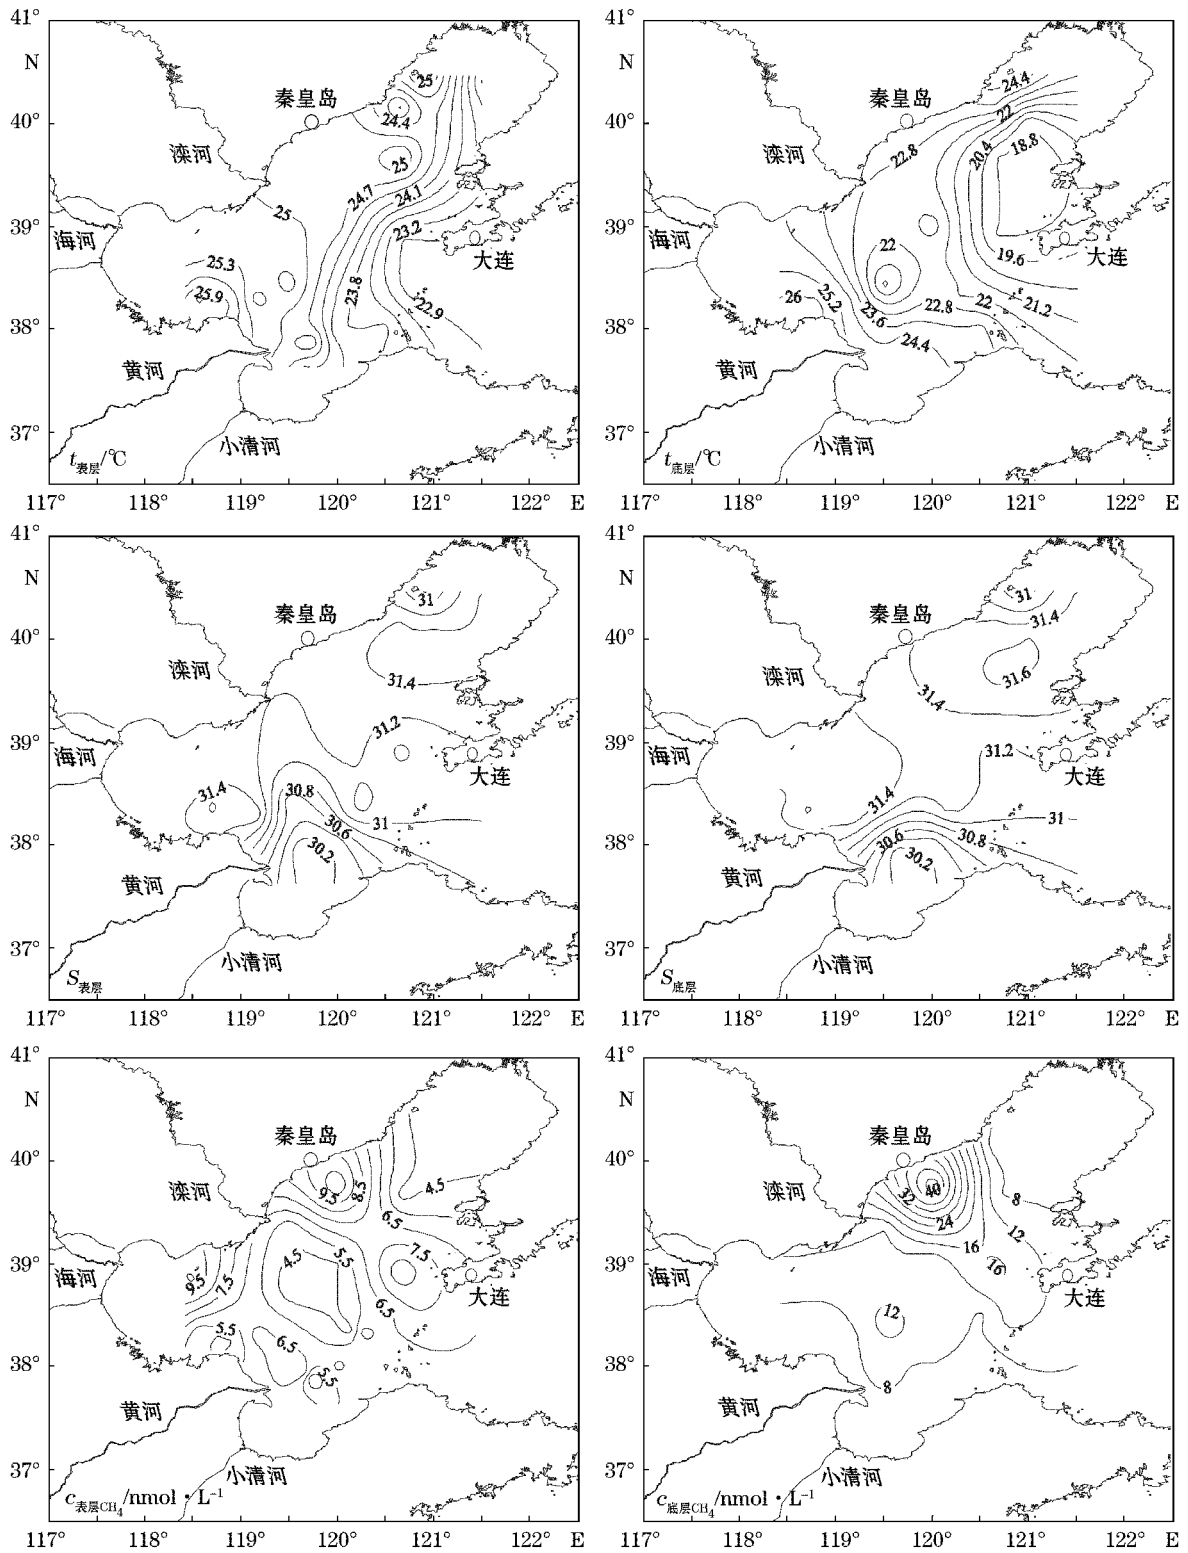 41°
N
40°
39°
38°
37°
117°
118°
119°
120°
121°
122°
E
秦皇岛
滦河
海河
黄河
小清河
大连
25
24.4
25
24.7
24.1
25
23.2
25.3
25.9
23.8
22.9
t表层/℃
41°
N
40°
39°
38°
37°
117°
118°
119°
120°
121°
122°
E
秦皇岛
滦河
海河
黄河
小清河
大连
24.4
22
22.8
20.4
18.8
22
19.6
26
25.2
23.6
22.8
22
21.2
24.4
t底层/℃
41°
N
40°
39°
38°
37°
117°
118°
119°
120°
121°
122°
E
秦皇岛
滦河
海河
黄河
小清河
大连
31
31.4
31.2
31.4
30.8
30.6
31
30.2
S表层
41°
N
40°
39°
38°
37°
117°
118°
119°
120°
121°
122°
E
秦皇岛
滦河
海河
黄河
小清河
大连
31
31.4
31.6
31.4
31.2
31.4
31
30.6
30.8
30.2
S底层
41°
N
40°
39°
38°
37°
117°
118°
119°
120°
121°
122°
E
秦皇岛
滦河
海河
黄河
小清河
大连
9.5
8.5
4.5
6.5
4.5
5.5
7.5
9.5
7.5
6.5
5.5
6.5
5.5
c表层CH4/nmol·L−1
41°
N
40°
39°
38°
37°
117°
118°
119°
120°
121°
122°
E
秦皇岛
滦河
海河
黄河
小清河
大连
32
40
8
24
12
16
16
12
8
c底层CH4/nmol·L−1